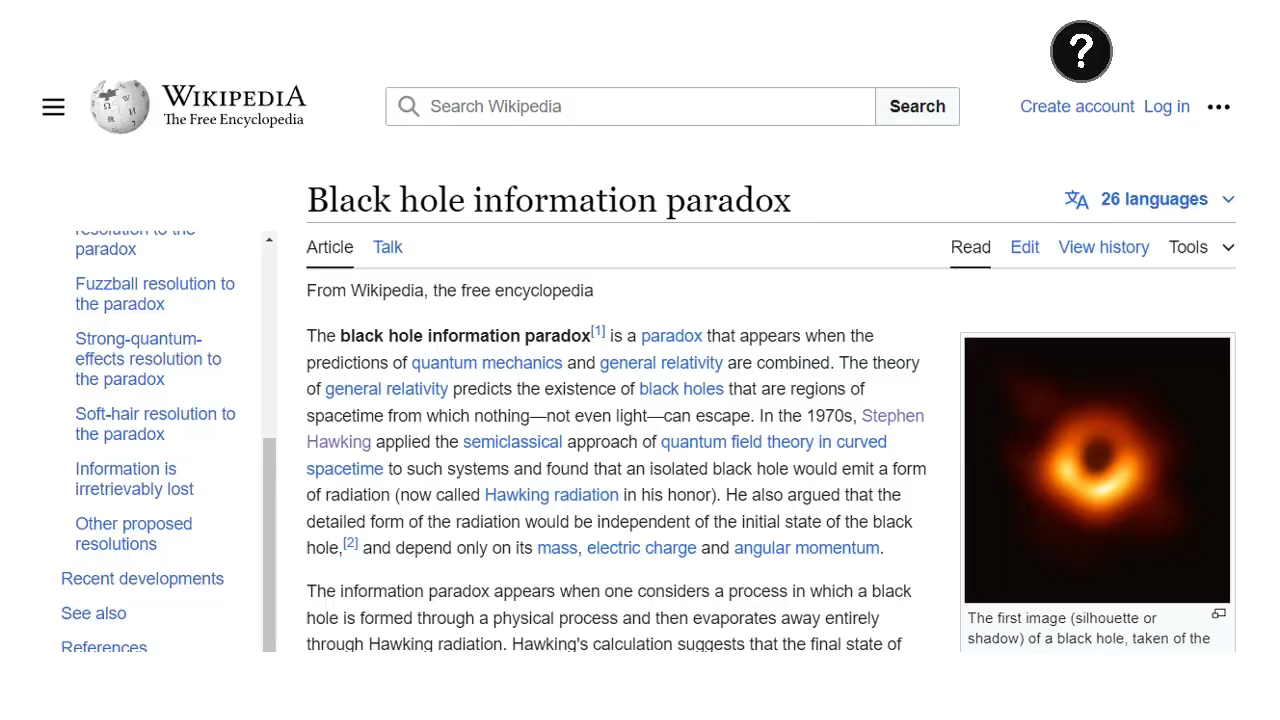 ?
WIKIPEDIA
The Free Encyclopedia
Search Wikipedia
Search
Create account Log in
Black hole information paradox
26 languages
resolution to the
paradox
Fuzzball resolution to
the paradox
Strong-quantum-
effects resolution to
the paradox
Soft-hair resolution to
the paradox
Information is
irretrievably lost
Other proposed
resolutions
Recent developments
See also
References
Article Talk
Read Edit View history Tools
From Wikipedia, the free encyclopedia
The black hole information paradox[1] is a paradox that appears when the
predictions of quantum mechanics and general relativity are combined. The theory
of general relativity predicts the existence of black holes that are regions of
spacetime from which nothing—not even light—can escape. In the 1970s, Stephen
Hawking applied the semiclassical approach of quantum field theory in curved
spacetime to such systems and found that an isolated black hole would emit a form
of radiation (now called Hawking radiation in his honor). He also argued that the
detailed form of the radiation would be independent of the initial state of the black
hole,[2] and depend only on its mass, electric charge and angular momentum.
The information paradox appears when one considers a process in which a black
hole is formed through a physical process and then evaporates away entirely
through Hawking radiation. Hawking's calculation suggests that the final state of
The first image (silhouette or
shadow) of a black hole, taken of the